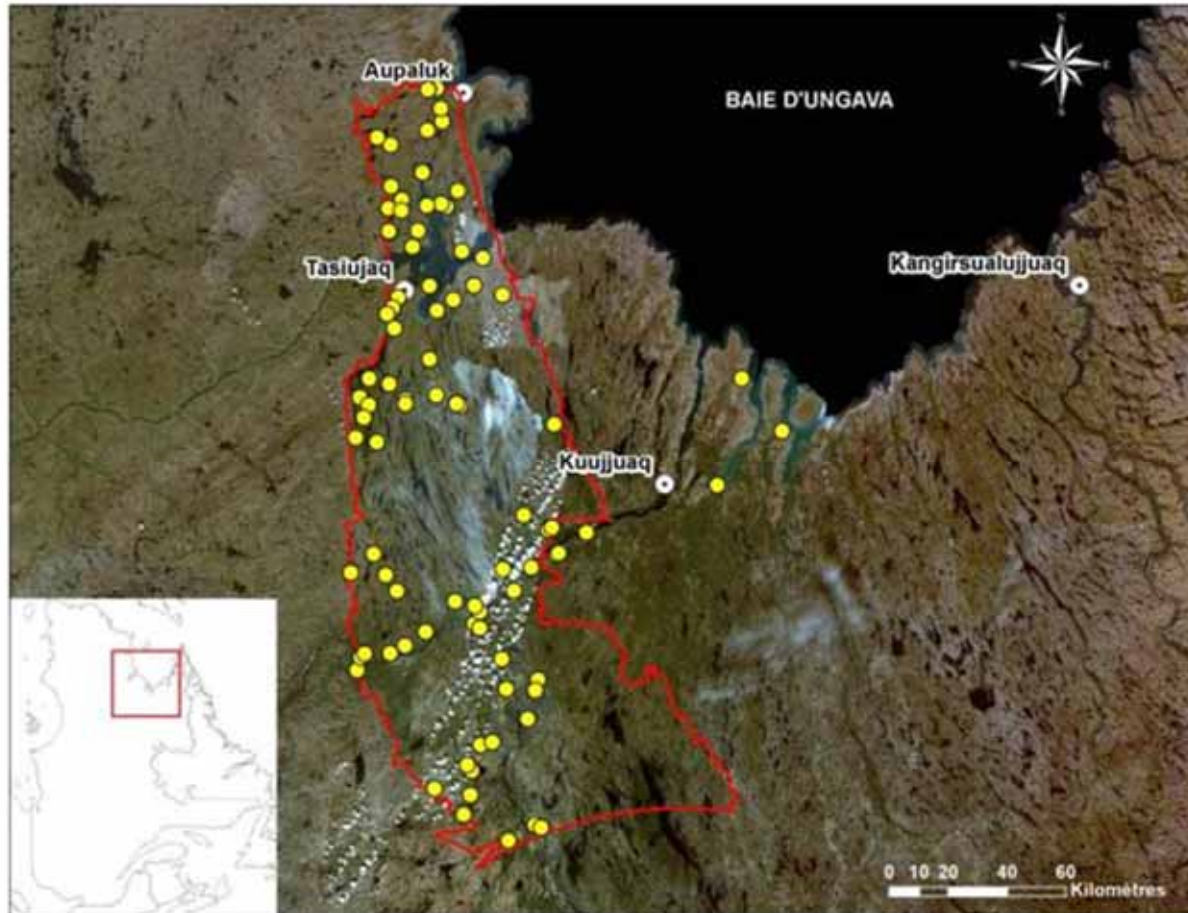 N
W E
S
Aupaluk
BAIE D'UNGAVA
Tasiujaq
Kangirsualujjuaq
Kuujjuaq
0 10 20 40 60
Kilomètres